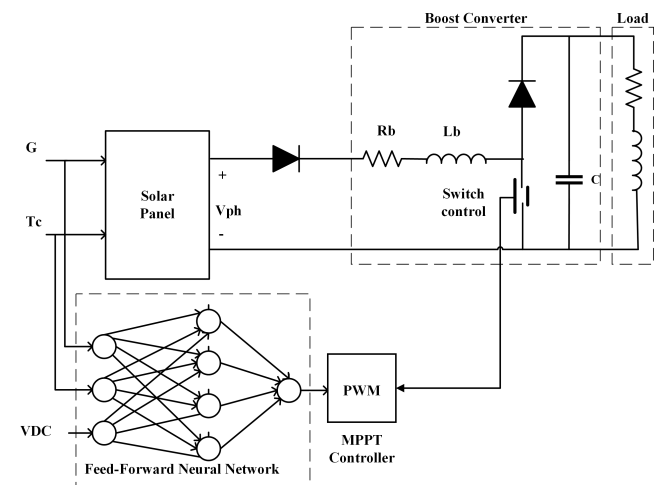 Boost Converter
Load
Rb
Lb
G
+
Solar
Panel
Vph
Switch
control
C
Tc
-
PWM
VDC
MPPT
Controller
Feed-Forward Neural Network